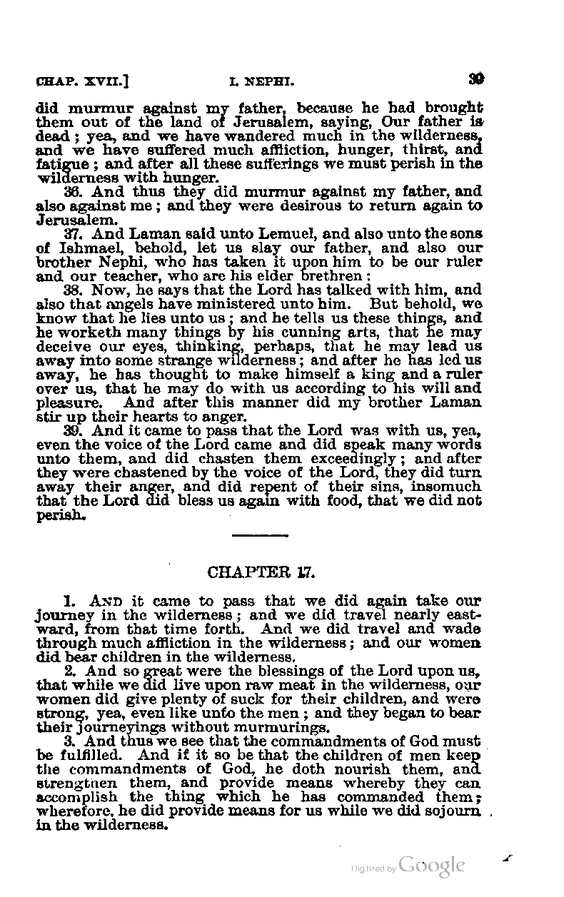 CHAP. XVII.] I. NEPHI. 39
did murmur against my father, because he had brought
them out of the land of Jerusalem, saying, Our father is
dead; yea, and we have wandered much in the wilderness,
and we have suffered much affliction, hunger, thirst, and
fatigue; and after all these sufferings we must perish in the
wilderness with hunger.
36. And thus they did murmur against my father, and
also against me; and they were desirous to return again to
Jerusalem.
37. And Laman said unto Lemuel, and also unto the sons
of Ishmael, behold, let us slay our father, and also our
brother Nephi, who has taken it upon him to be our ruler
and our teacher, who are his elder brethren:
38. Now, he says that the Lord has talked with him, and
also that angels have ministered unto him. But behold, we
know that he lies unto us; and he tells us these things, and
he worketh many things by his cunning arts, that he may
deceive our eyes, thinking, perhaps, that he may lead us
away into some strange wilderness; and after he has led us
away, he has thought to make himself a king and a ruler
over us, that he may do with us according to his will and
pleasure. And after this manner did my brother Laman
stir up their hearts to anger.
39. And it came to pass that the Lord was with us, yea,
even the voice of the Lord came and did speak many words
unto them, and did chasten them exceedingly; and after
they were chastened by the voice of the Lord, they did turn
away their anger, and did repent of their sins, insomuch
that the Lord did bless us again with food, that we did not
perish.
CHAPTER 17.
1. AND it came to pass that we did again take our
journey in the wilderness; and we did travel nearly east-
ward, from that time forth. And we did travel and wade
through much affliction in the wilderness; and our women
did bear children in the wilderness.
2. And so great were the blessings of the Lord upon us,
that while we did live upon raw meat in the wilderness, our
women did give plenty of suck for their children, and were
strong, yea, even like unto the men; and they began to bear
their journeyings without murmurings.
3. And thus we see that the commandments of God must
be fulfilled. And if it so be that the children of men keep
the commandments of God, he doth nourish them, and
strengthen them, and provide means whereby they can
accomplish the thing which he has commanded them;
wherefore, he did provide means for us while we did sojourn
in the wilderness.
Digitized by Google